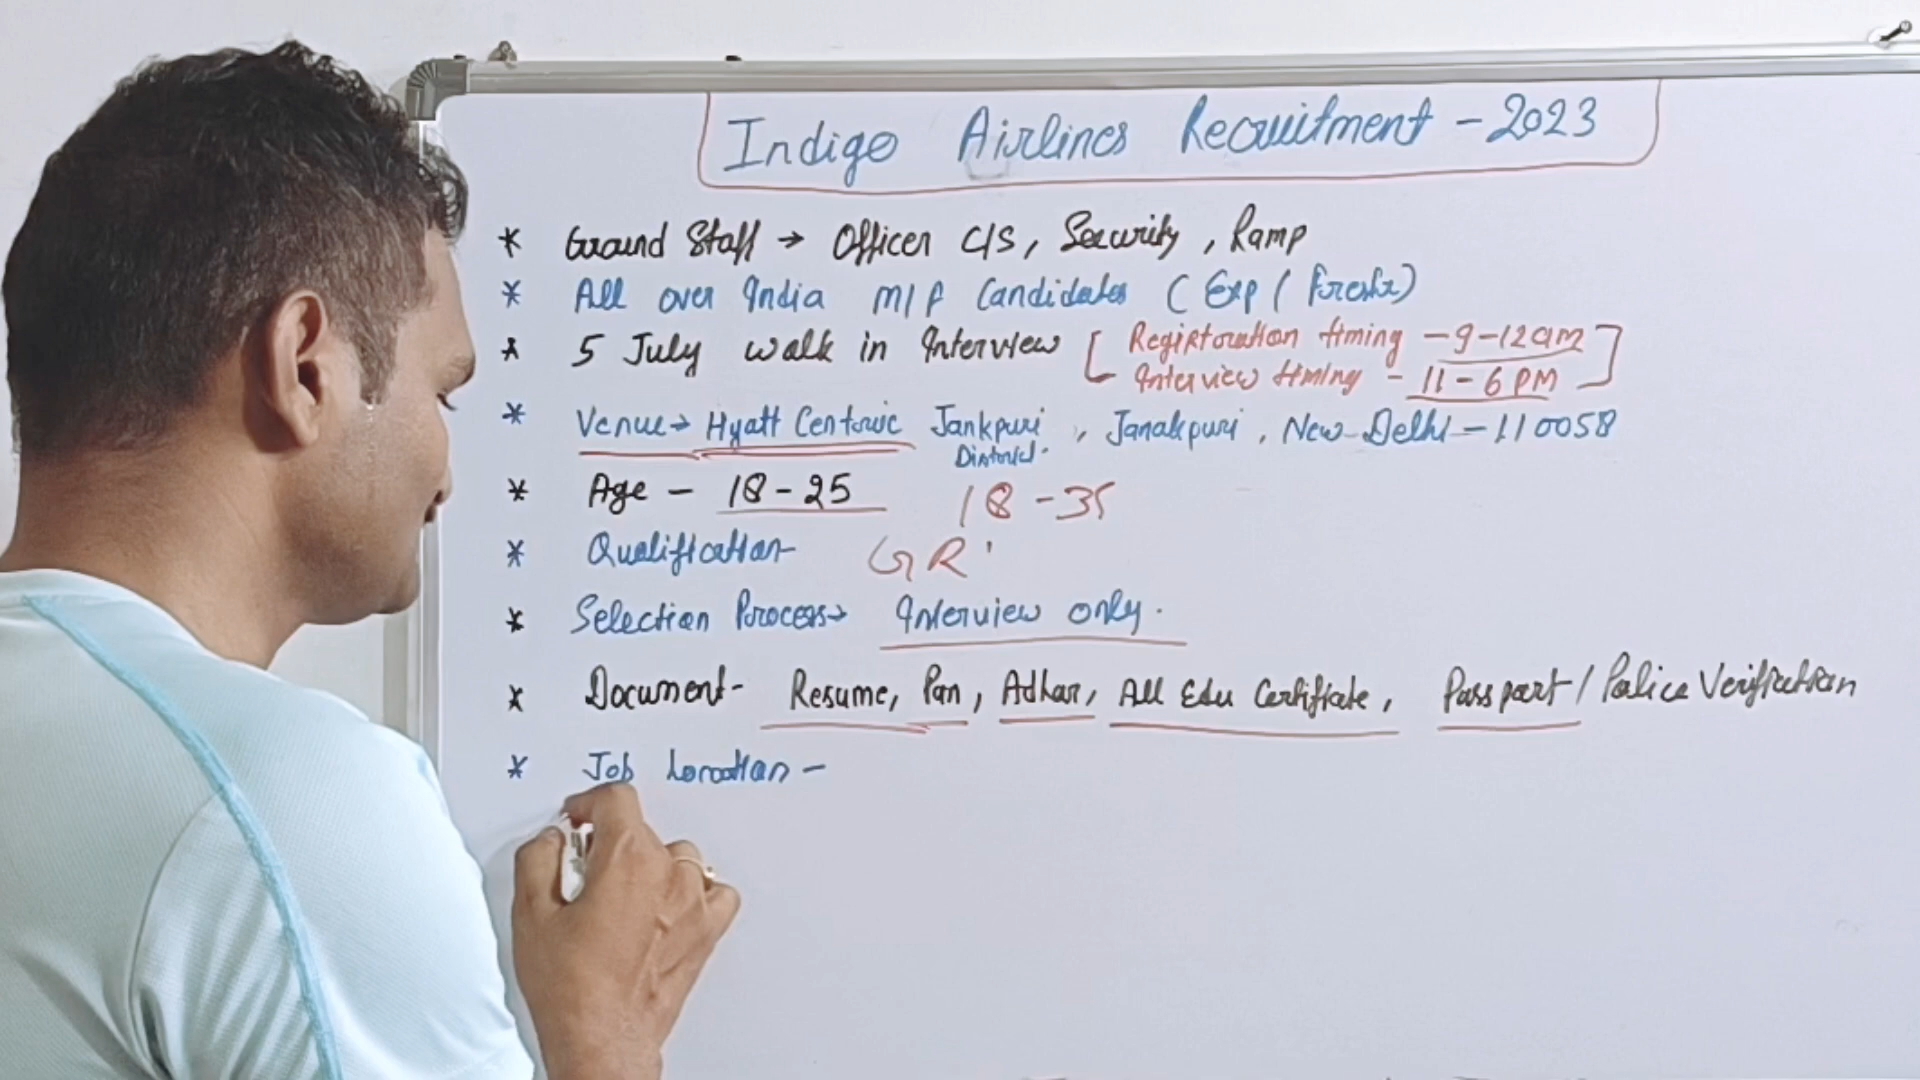 Indigo Airlines Recruitment - 2023
* Ground Staff → Officer C/S, Security, Ramp
* All over India M/F Candidates (Exp / Fresher)
* 5 July walk in Interview [ Registration timing - 9-12am
Interview timing - 11-6 PM ]
* Venue → Hyatt Centric Jankpuri, Janakpuri, New-Delhi-110058
District.
* Age - 18-25 18-35
* Qualification GR
* Selection Process → Interview only.
* Document- Resume, Pan, Adhar, All Edu Certificate, Passport / Police Verification
* Job Location -